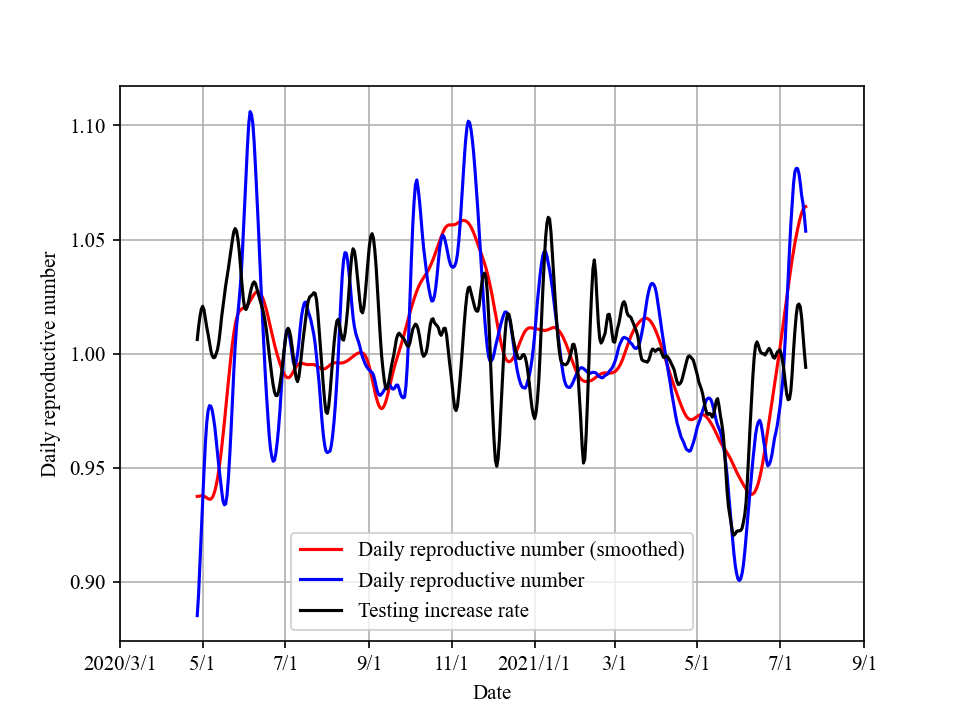 Daily reproductive number
1.10
1.05
1.00
0.95
0.90
Daily reproductive number (smoothed)
Daily reproductive number
Testing increase rate
2020/3/1 5/1 7/1 9/1 11/1 2021/1/1 3/1 5/1 7/1 9/1
Date